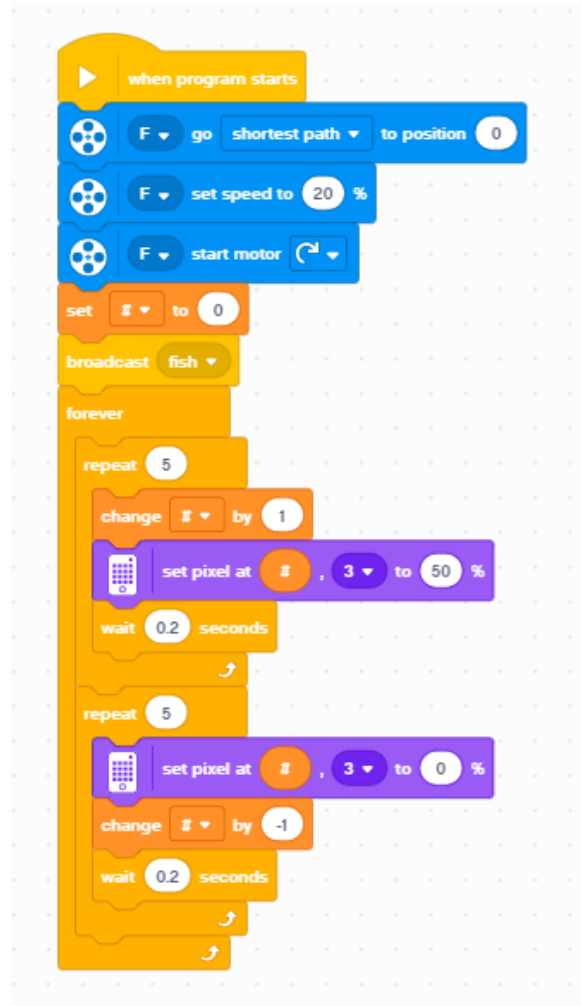 when program starts
F go shortest path to position 0
F set speed to 20 %
F start motor
set # to 0
broadcast fish
forever
repeat 5
change # by 1
set pixel at # , 3 to 50 %
wait 0.2 seconds
repeat 5
set pixel at # , 3 to 0 %
change # by -1
wait 0.2 seconds